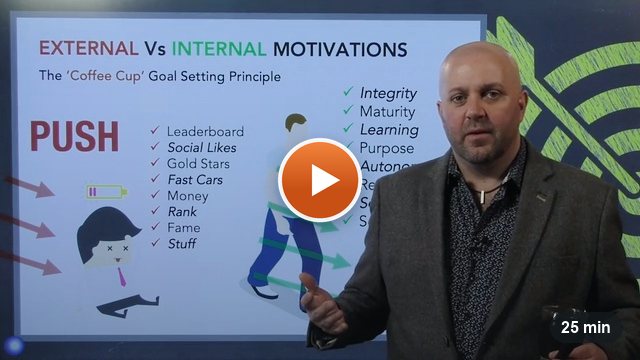 EXTERNAL Vs INTERNAL MOTIVATIONS
The 'Coffee Cup' Goal Setting Principle
PUSH
Leaderboard
Social Likes
Gold Stars
Fast Cars
Money
Rank
Fame
Stuff
Integrity
Maturity
Learning
Purpose
25 min